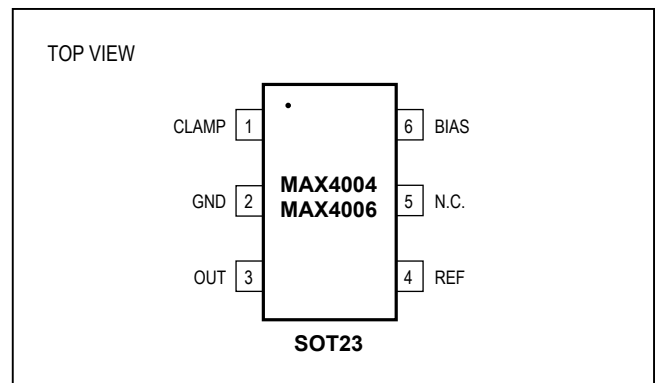 TOP VIEW
CLAMP 1
6 BIAS
MAX4004
GND 2
5 N.C.
MAX4006
OUT 3
4 REF
SOT23